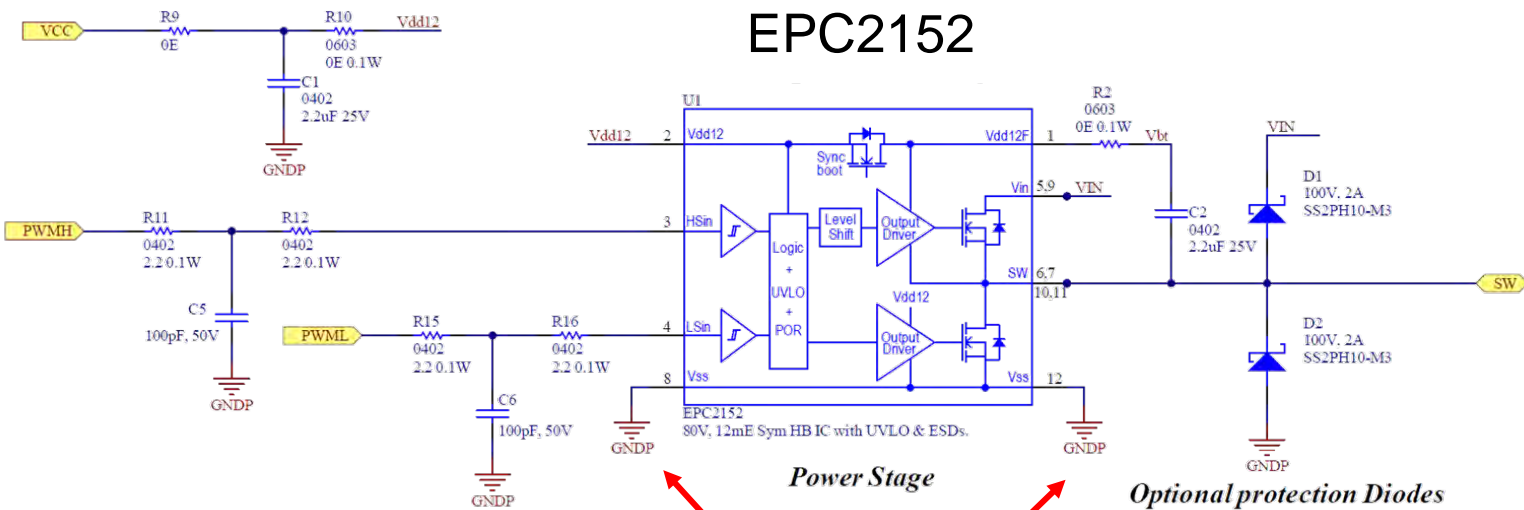 EPC2152
VCC
R9
0E
R10
0603
0E 0.1W
Vdd12
C1
0402
2.2uF 25V
GNDP
PWMH
R11
0402
2.2 0.1W
R12
0402
2.2 0.1W
C5
100pF, 50V
GNDP
PWML
R15
0402
2.2 0.1W
R16
0402
2.2 0.1W
C6
100pF, 50V
GNDP
U1
Vdd12
2
Vdd12
Sync
boot
Vdd12F
1
3
HSin
Logic
+
UVLO
+
POR
Level
Shift
Output
Driver
Vin
5,9
VIN
SW
6,7
10,11
4
LSin
Vdd12
Output
Driver
8
Vss
Vss
12
GNDP
GNDP
EPC2152
80V, 12mE Sym HB IC with UVLO & ESDs.
R2
0603
0E 0.1W
Vbt
C2
0402
2.2uF 25V
VIN
D1
100V, 2A
SS2PH10-M3
SW
D2
100V, 2A
SS2PH10-M3
GNDP
Power Stage
Optional protection Diodes